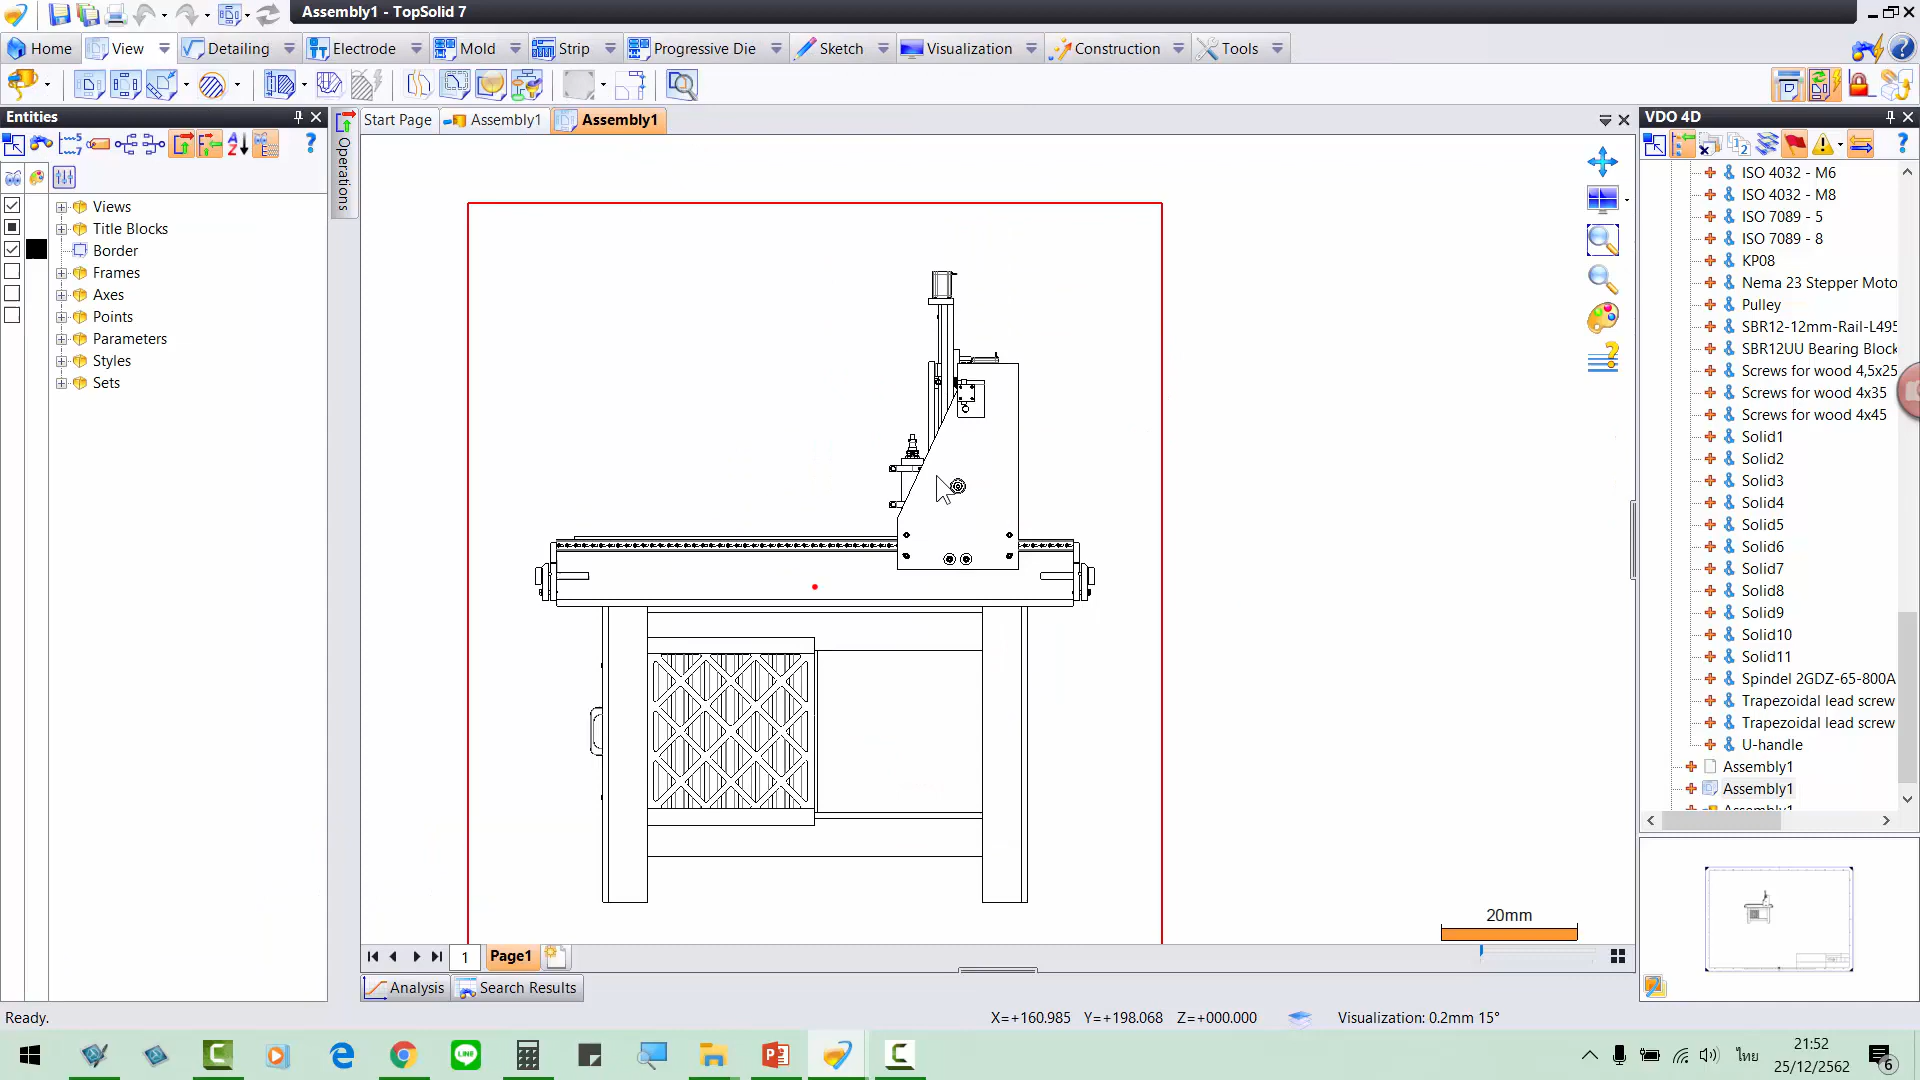 Assembly1 - TopSolid 7
Home
View
Detailing
Electrode
Mold
Strip
Progressive Die
Sketch
Visualization
Construction
Tools
Entities
Start Page
Assembly1
Assembly1
VDO 4D
Operations
Views
Title Blocks
Border
Frames
Axes
Points
Parameters
Styles
Sets
ISO 4032 - M6
ISO 4032 - M8
ISO 7089 - 5
ISO 7089 - 8
KP08
Nema 23 Stepper Moto
Pulley
SBR12-12mm-Rail-L495
SBR12UU Bearing Block
Screws for wood 4,5x25
Screws for wood 4x35
Screws for wood 4x45
Solid1
Solid2
Solid3
Solid4
Solid5
Solid6
Solid7
Solid8
Solid9
Solid10
Solid11
Spindel 2GDZ-65-800A
Trapezoidal lead screw
Trapezoidal lead screw
U-handle
Assembly1
Assembly1
20mm
1
Page1
Analysis
Search Results
Ready.
X=+160.985 Y=+198.068 Z=+000.000
Visualization: 0.2mm 15°
ไทย
21:52
25/12/2562
6